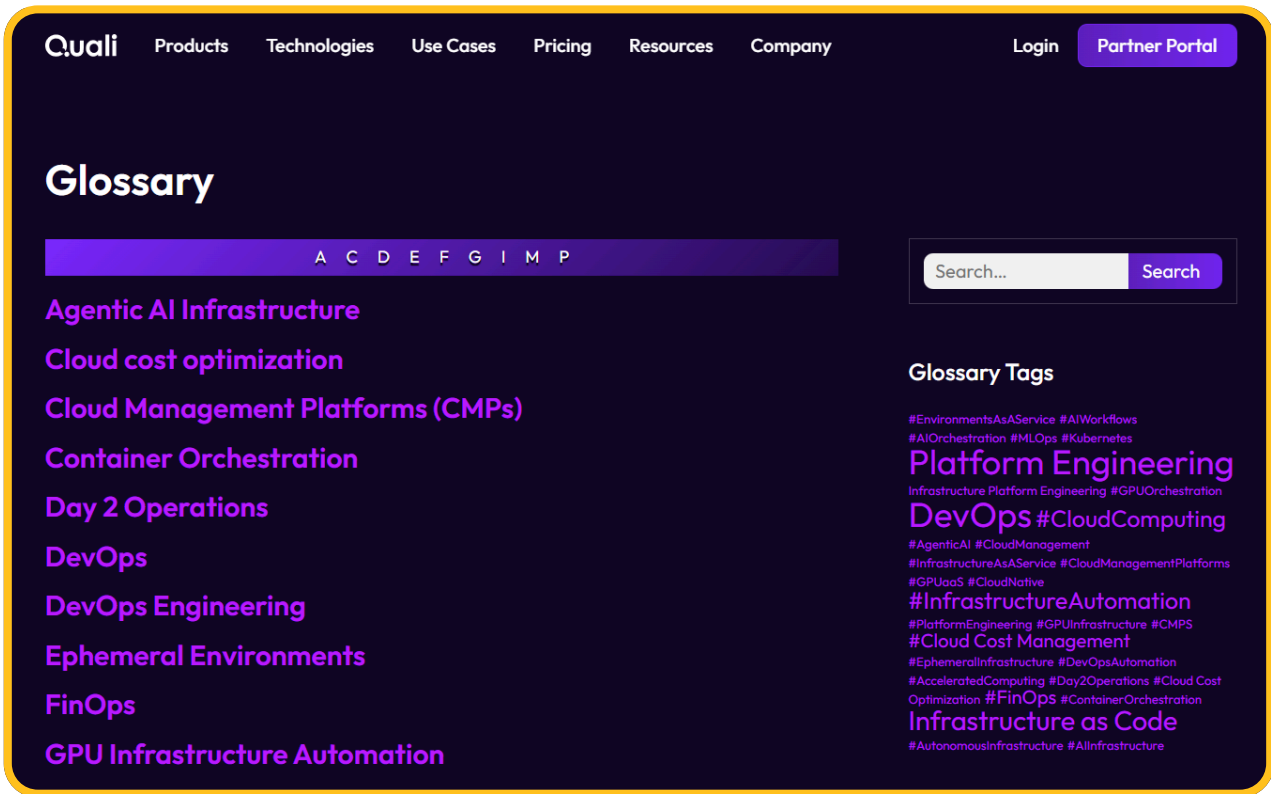 Quali Products Technologies Use Cases Pricing Resources Company Login Partner Portal
Glossary
A C D E F G I M P
Agentic AI Infrastructure
Cloud cost optimization
Cloud Management Platforms (CMPs)
Container Orchestration
Day 2 Operations
DevOps
DevOps Engineering
Ephemeral Environments
FinOps
GPU Infrastructure Automation
Search... Search
Glossary Tags
#EnvironmentsAsAService #AIWorkflows
#AIOrchestration #MLOps #Kubernetes
Platform Engineering
Infrastructure Platform Engineering #GPUOrchestration
DevOps #CloudComputing
#AgenticAI #CloudManagement
#InfrastructureAsAService #CloudManagementPlatforms
#GPUaaS #CloudNative
#InfrastructureAutomation
#PlatformEngineering #GPUInfrastructure #CMPS
#Cloud Cost Management
#EphemeralInfrastructure #DevOpsAutomation
#AcceleratedComputing #Day2Operations #Cloud Cost
Optimization #FinOps #ContainerOrchestration
Infrastructure as Code
#AutonomousInfrastructure #AIInfrastructure